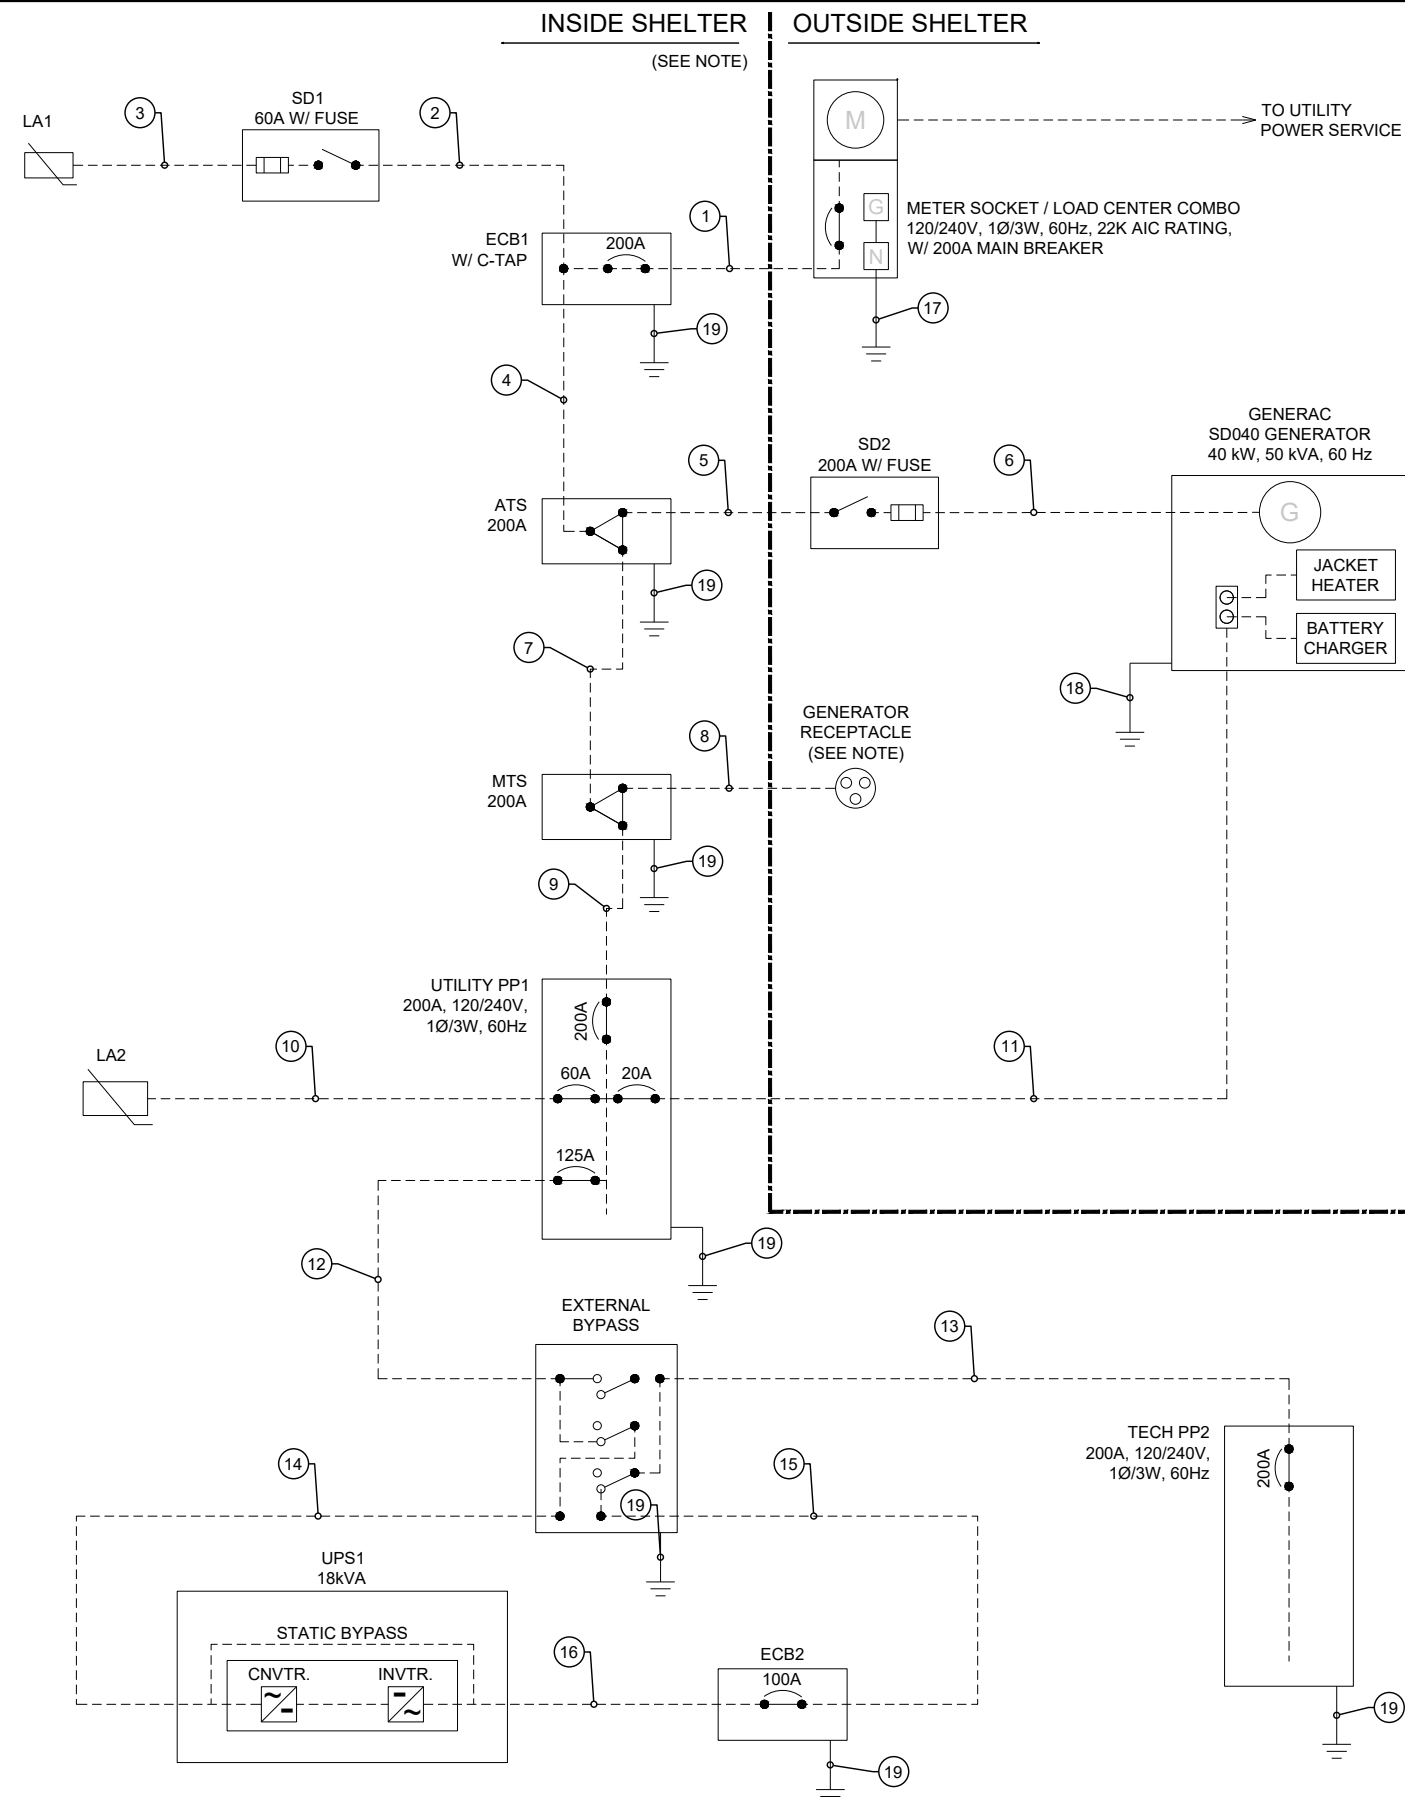 INSIDE SHELTER
OUTSIDE SHELTER
(SEE NOTE)
LA1
3
SD1
60A W/ FUSE
2
M
TO UTILITY
POWER SERVICE
ECB1
W/ C-TAP
200A
1
G
N
METER SOCKET / LOAD CENTER COMBO
120/240V, 1Ø/3W, 60Hz, 22K AIC RATING,
W/ 200A MAIN BREAKER
17
19
4
GENERAC
SD040 GENERATOR
40 kW, 50 kVA, 60 Hz
ATS
200A
5
SD2
200A W/ FUSE
6
G
JACKET
HEATER
BATTERY
CHARGER
19
7
18
MTS
200A
8
GENERATOR
RECEPTACLE
(SEE NOTE)
19
9
UTILITY PP1
200A, 120/240V,
1Ø/3W, 60Hz
200A
LA2
10
60A
20A
11
125A
19
12
EXTERNAL
BYPASS
13
TECH PP2
200A, 120/240V,
1Ø/3W, 60Hz
200A
14
15
19
UPS1
18kVA
STATIC BYPASS
CNVTR.
INVTR.
16
ECB2
100A
19
19